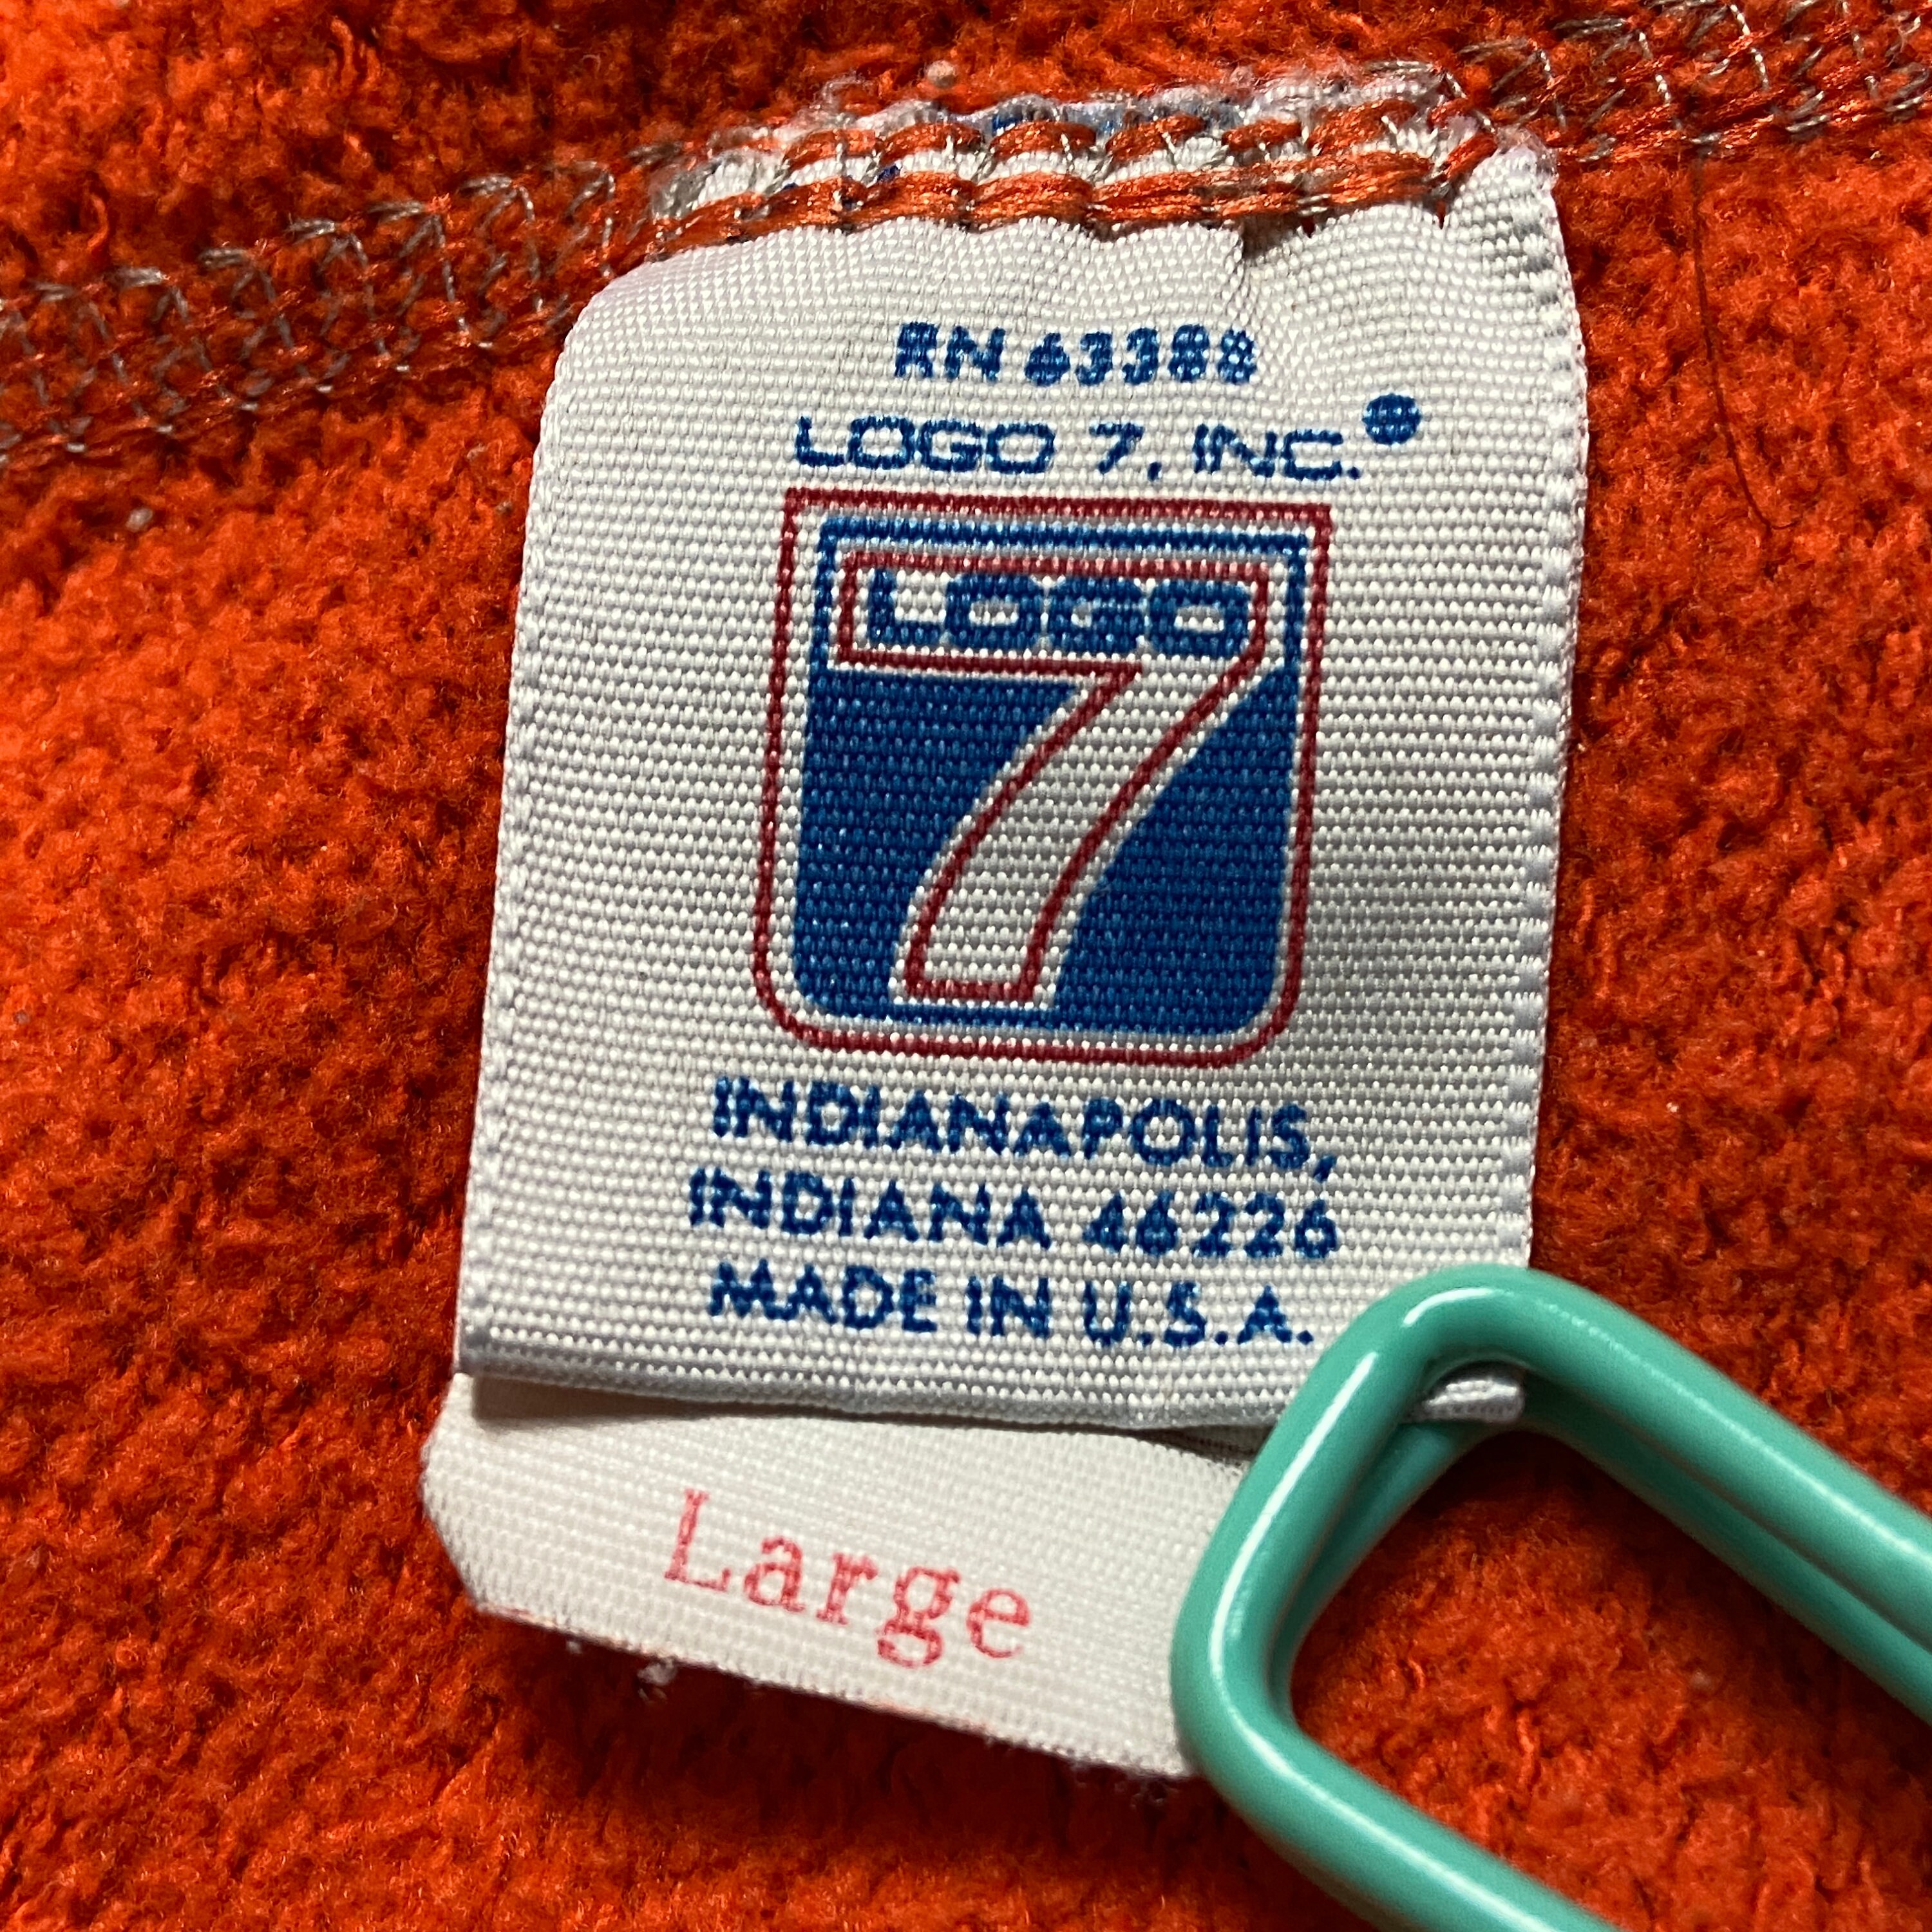 RN 63388
LOGO 7, INC.®
LOGO
7
INDIANAPOLIS,
INDIANA 46226
MADE IN U.S.A.
Large